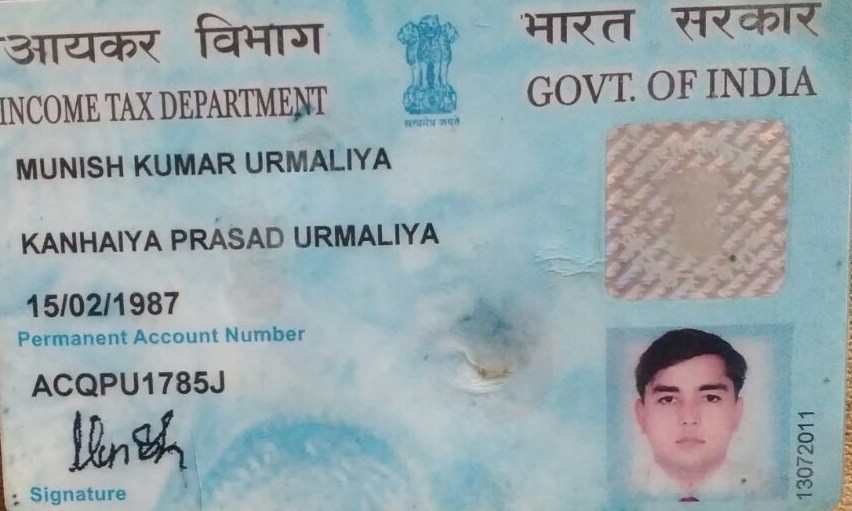 आयकर विभाग
INCOME TAX DEPARTMENT
सत्यमेव जयते
भारत सरकार
GOVT. OF INDIA
MUNISH KUMAR URMALIYA
KANHAIYA PRASAD URMALIYA
15/02/1987
Permanent Account Number
ACQPU1785J
Signature
13072011